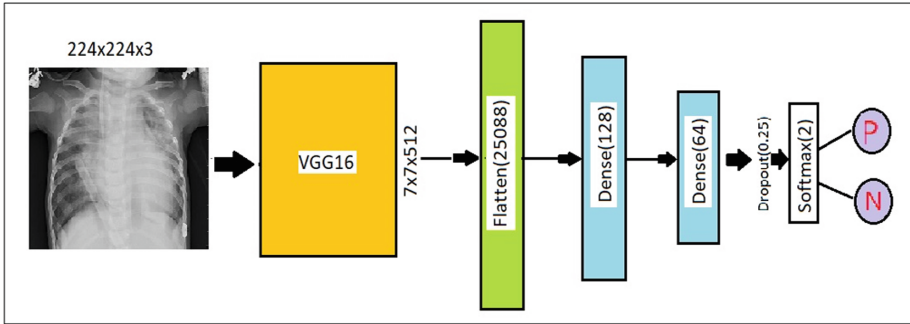 224x224x3
VGG16
7x7x512
Flatten(25088)
Dense(128)
Dense(64)
Dropout(0.25)
Softmax(2)
P
N